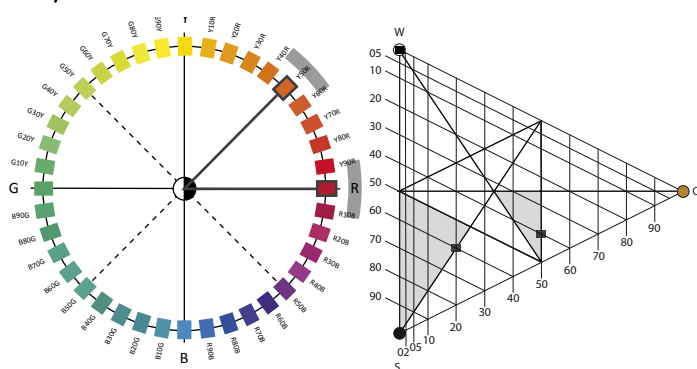 Y
Y10R
Y20R
Y30R
Y40R
Y50R
Y60R
Y70R
Y80R
Y90R
R
R10B
R20B
R30B
R40B
R50B
R60B
R70B
R80B
R90B
B
B10G
B20G
B30G
B40G
B50G
B60G
B70G
B80G
B90G
G
G10Y
G20Y
G30Y
G40Y
G50Y
G60Y
G70Y
G80Y
G90Y
W
05
10
20
30
40
50
60
70
80
90
S
02
05
10
20
30
40
50
60
70
80
90
C